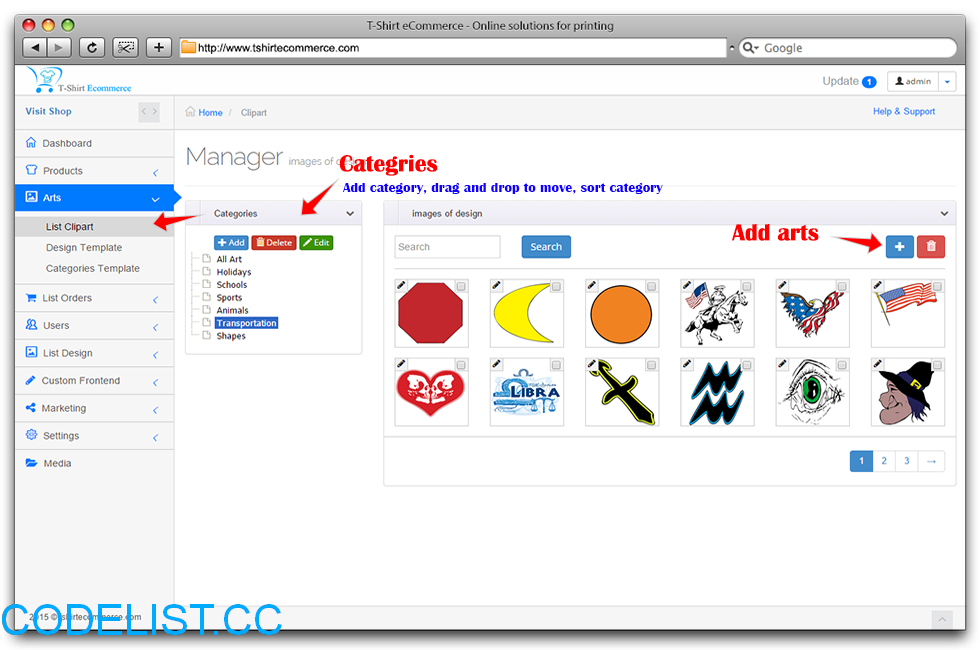 T-Shirt eCommerce - Online solutions for printing
http://www.tshirtecommerce.com
Google
T-Shirt Ecommerce
Update 1
admin
Visit Shop
Home / Clipart
Help & Support
Dashboard
Products
Arts
List Clipart
Design Template
Categories Template
List Orders
Users
List Design
Custom Frontend
Marketing
Settings
Media
Manager images of
Categries
Add category, drag and drop to move, sort category
Categories
Add Delete Edit
All Art
Holidays
Schools
Sports
Animals
Transportation
Shapes
images of design
Search Search
Add arts
LIBRA
1 2 3 →
2015 © tshirtecommerce.com
CODELIST.CC